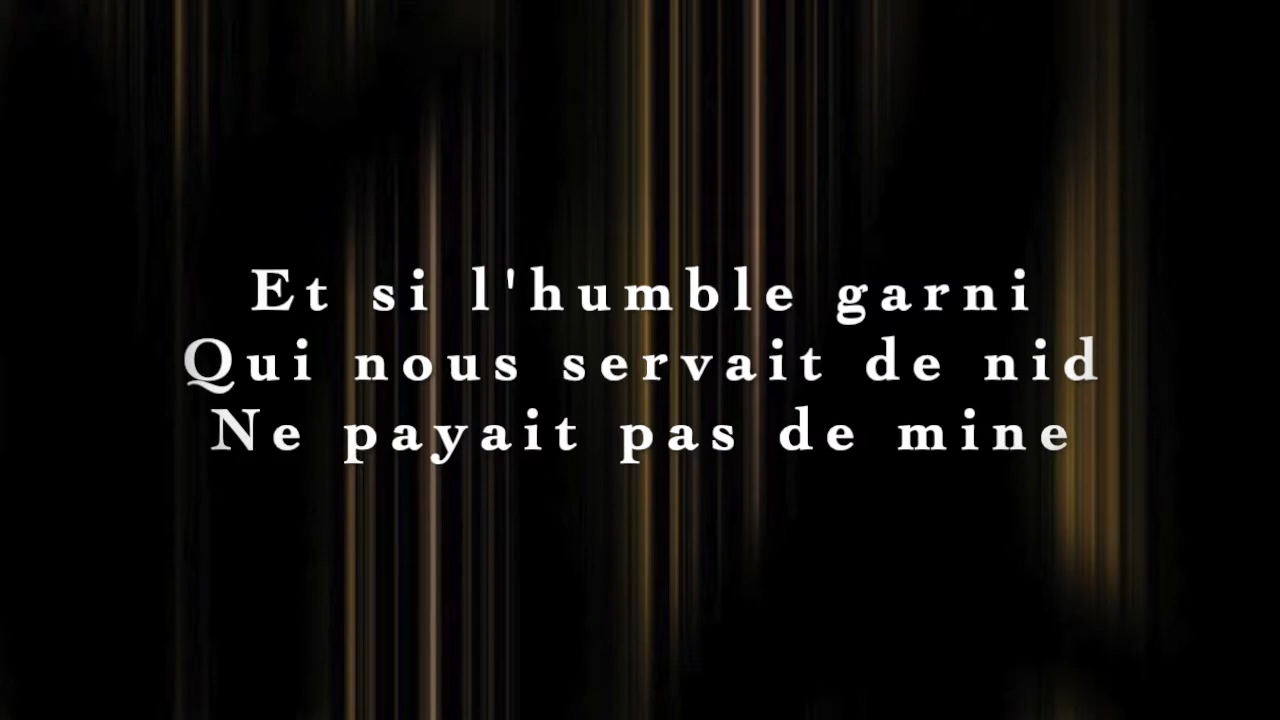 Et si l'humble garni
Qui nous servait de nid
Ne payait pas de mine